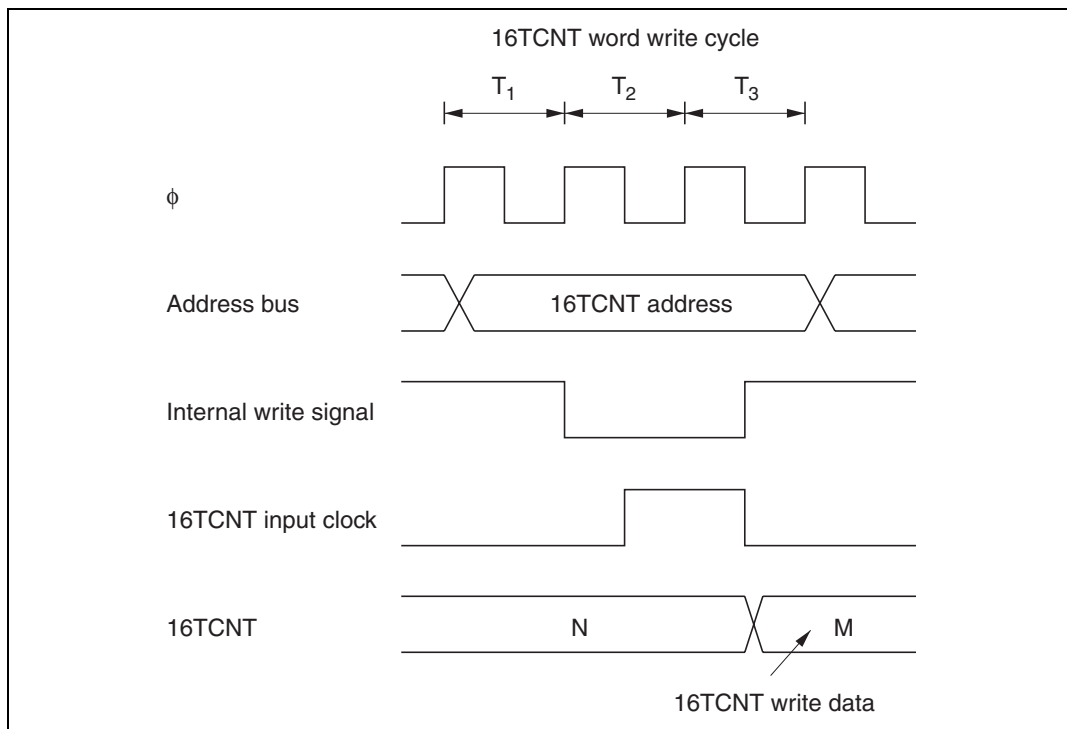 16TCNT word write cycle
T1 T2 T3
ϕ
Address bus
16TCNT address
Internal write signal
16TCNT input clock
16TCNT
N
M
16TCNT write data